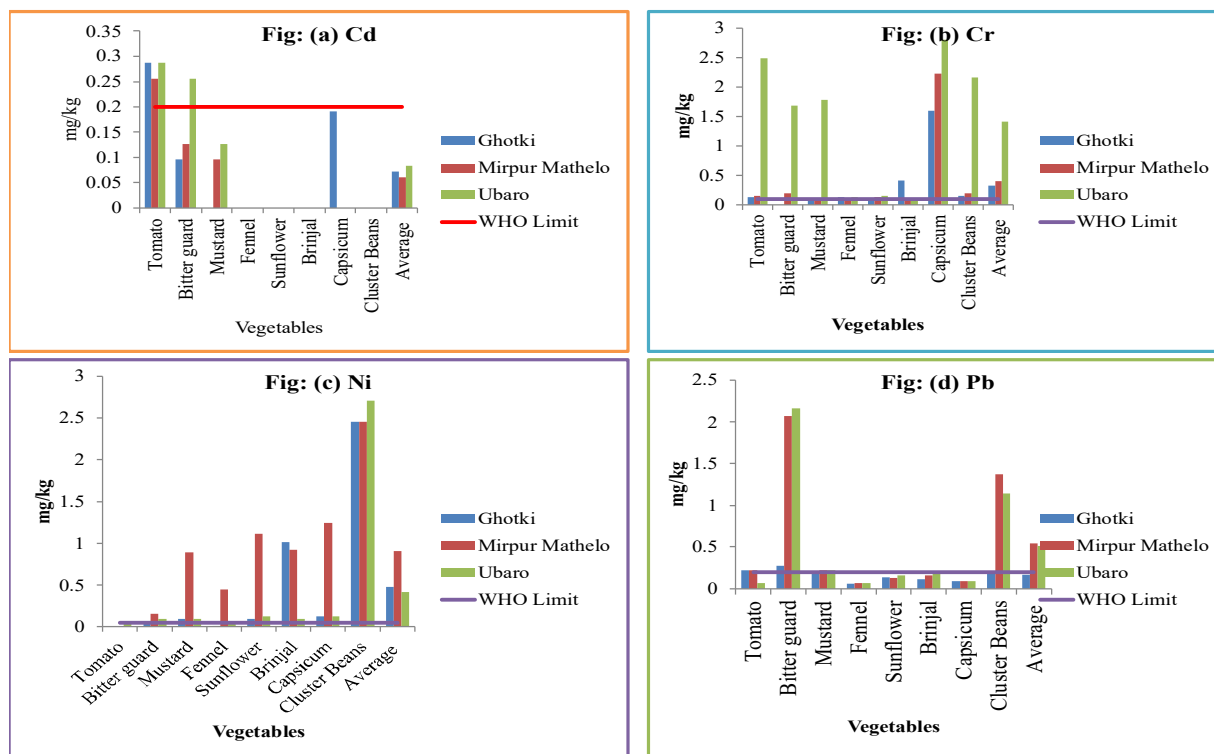 Fig: (a) Cd
0.35
0.3
0.25
0.2
0.15
0.1
0.05
0
mg/kg
Ghotki
Mirpur Mathelo
Ubaro
WHO Limit
Tomato
Bitter guard
Mustard
Fennel
Sunflower
Brinjal
Capsicum
Cluster Beans
Average
Vegetables
Fig: (b) Cr
3
2.5
2
1.5
1
0.5
0
mg/kg
Ghotki
Mirpur Mathelo
Ubaro
WHO Limit
Tomato
Bitter guard
Mustard
Fennel
Sunflower
Brinjal
Capsicum
Cluster Beans
Average
Vegetables
Fig: (c) Ni
3
2.5
2
1.5
1
0.5
0
mg/kg
Ghotki
Mirpur Mathelo
Ubaro
WHO Limit
Tomato
Bitter guard
Mustard
Fennel
Sunflower
Brinjal
Capsicum
Cluster Beans
Average
Vegetables
Fig: (d) Pb
2.5
2
1.5
1
0.5
0
mg/kg
Ghotki
Mirpur Mathelo
Ubaro
WHO Limit
Tomato
Bitter guard
Mustard
Fennel
Sunflower
Brinjal
Capsicum
Cluster Beans
Average
Vegetables